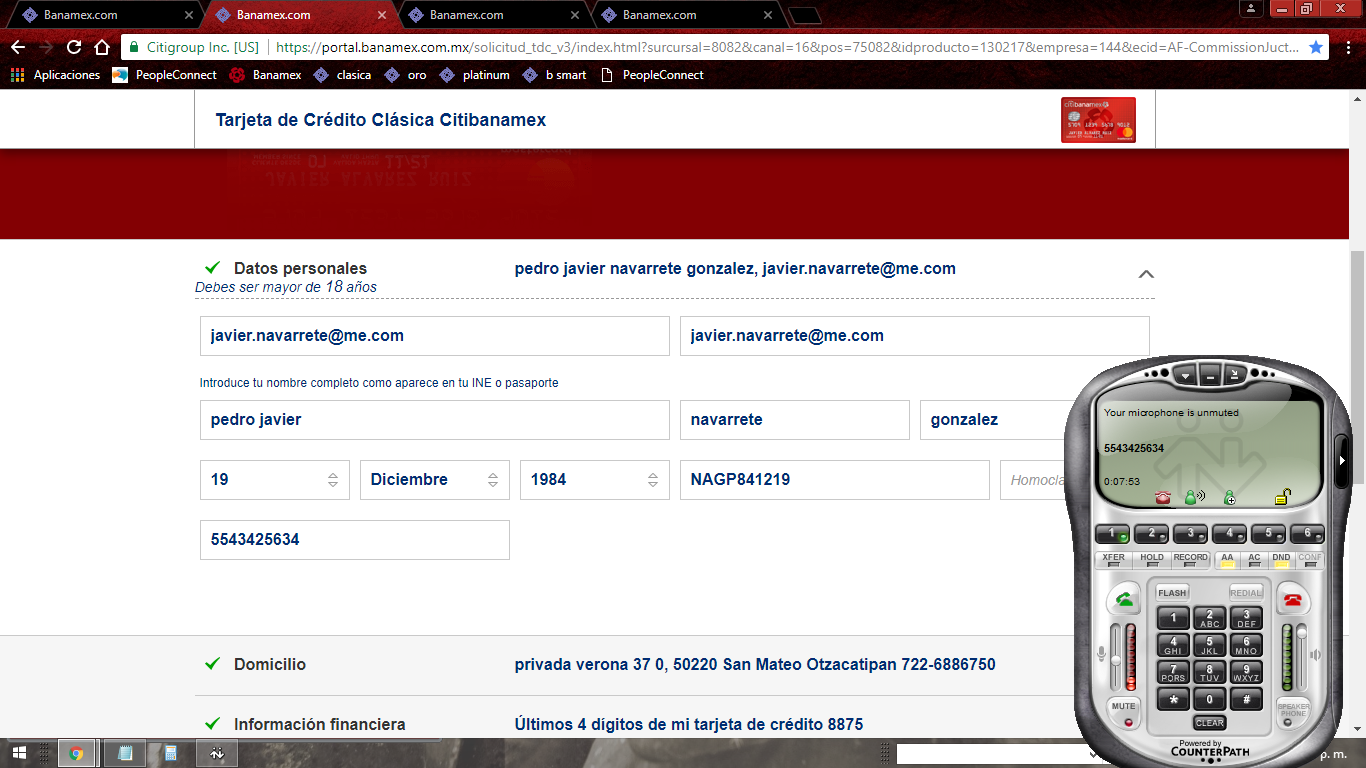 Banamex.com
Banamex.com
Banamex.com
Banamex.com
Citigroup Inc. [US] https://portal.banamex.com.mx/solicitud_tdc_v3/index.html?surcursal=8082&canal=16&pos=75082&idproducto=130217&empresa=144&ecid=AF-CommissionJuct...
Aplicaciones PeopleConnect Banamex clasica oro platinum b smart PeopleConnect
Tarjeta de Crédito Clásica Citibanamex
citibanamex
JAVIER ALVAREZ RUIZ
Datos personales pedro javier navarrete gonzalez, javier.navarrete@me.com
Debes ser mayor de 18 años
javier.navarrete@me.com javier.navarrete@me.com
Introduce tu nombre completo como aparece en tu INE o pasaporte
pedro javier navarrete gonzalez
19 Diciembre 1984 NAGP841219 Homocla
5543425634
Domicilio privada verona 37 0, 50220 San Mateo Otzacatipan 722-6886750
Información financiera Últimos 4 dígitos de mi tarjeta de crédito 8875
Your microphone is unmuted
5543425634
0:07:53
1 2 3 4 5 6
XFER HOLD RECORD AA AC DND CONF
FLASH REDIAL
1 2 ABC 3 DEF
4 GHI 5 JKL 6 MNO
7 PQRS 8 TUV 9 WXYZ
* 0 #
MUTE CLEAR SPEAKER PHONE
Powered by
COUNTERPATH
p. m.